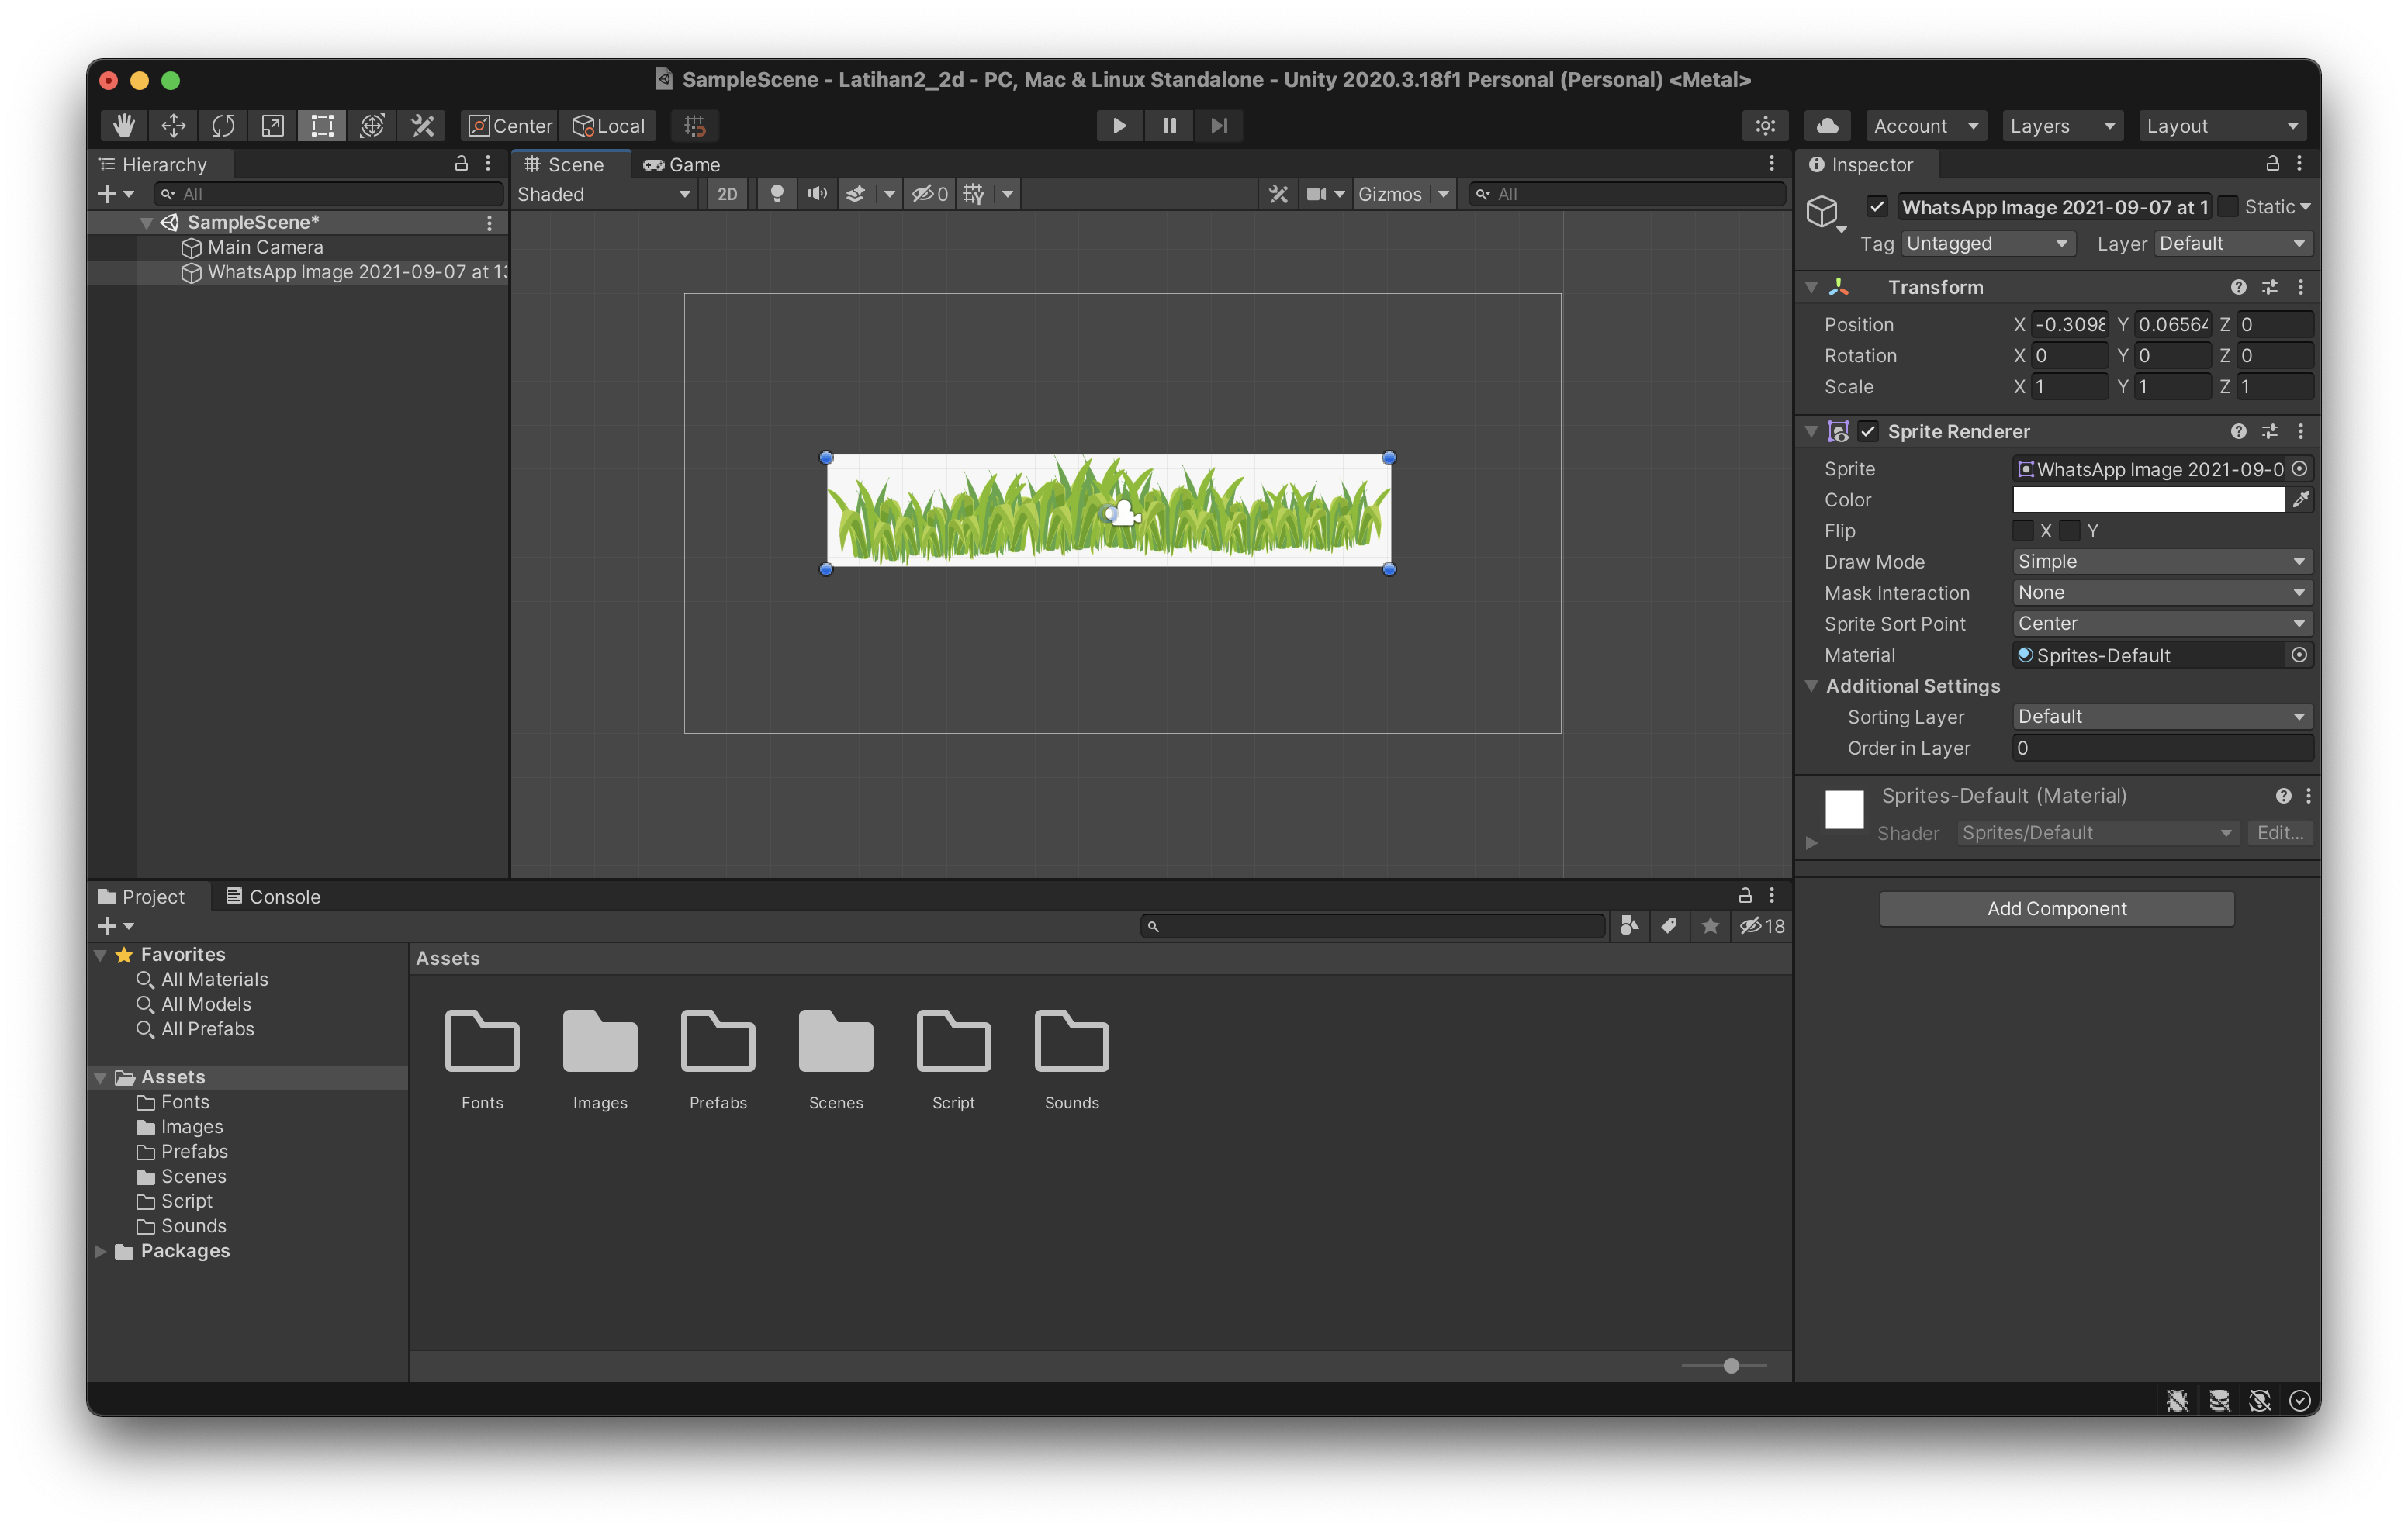 SampleScene - Latihan2_2d - PC, Mac & Linux Standalone - Unity 2020.3.18f1 Personal (Personal) <Metal>
Center Local Account Layers Layout
Hierarchy
All
SampleScene*
Main Camera
WhatsApp Image 2021-09-07 at 13
Scene Game
Shaded 2D 0 Gizmos All
Inspector
WhatsApp Image 2021-09-07 at 1 Static
Tag Untagged Layer Default
Transform
Position X -0.3098 Y 0.06564 Z 0
Rotation X 0 Y 0 Z 0
Scale X 1 Y 1 Z 1
Sprite Renderer
Sprite WhatsApp Image 2021-09-0
Color
Flip X Y
Draw Mode Simple
Mask Interaction None
Sprite Sort Point Center
Material Sprites-Default
Additional Settings
Sorting Layer Default
Order in Layer 0
Sprites-Default (Material)
Shader Sprites/Default Edit...
Add Component
Project Console
18
Favorites
All Materials
All Models
All Prefabs
Assets
Fonts
Images
Prefabs
Scenes
Script
Sounds
Packages
Assets
Fonts Images Prefabs Scenes Script Sounds